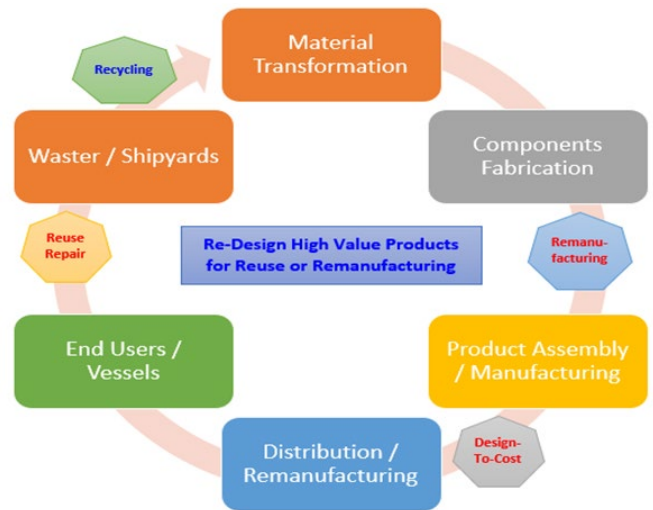 Material
Transformation
Recycling
Waster / Shipyards
Components
Fabrication
Reuse
Repair
Re-Design High Value Products
for Reuse or Remanufacturing
Remanu-
facturing
End Users /
Vessels
Product Assembly
/ Manufacturing
Distribution /
Remanufacturing
Design-
To-Cost